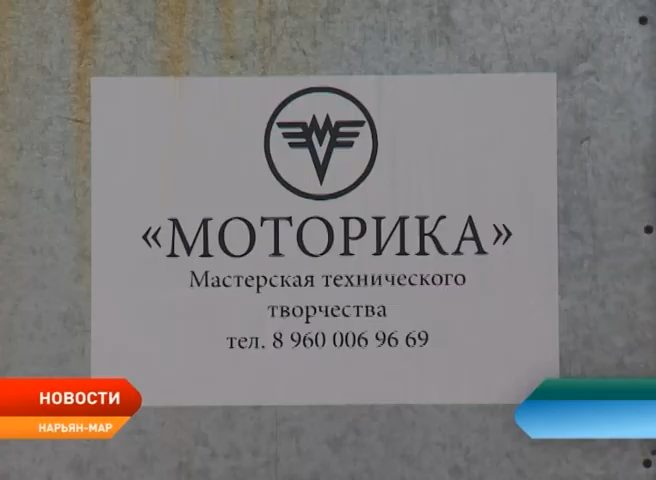 «МОТОРИКА»
Мастерская технического
творчества
тел. 8 960 006 96 69
НОВОСТИ
НАРЬЯН-МАР